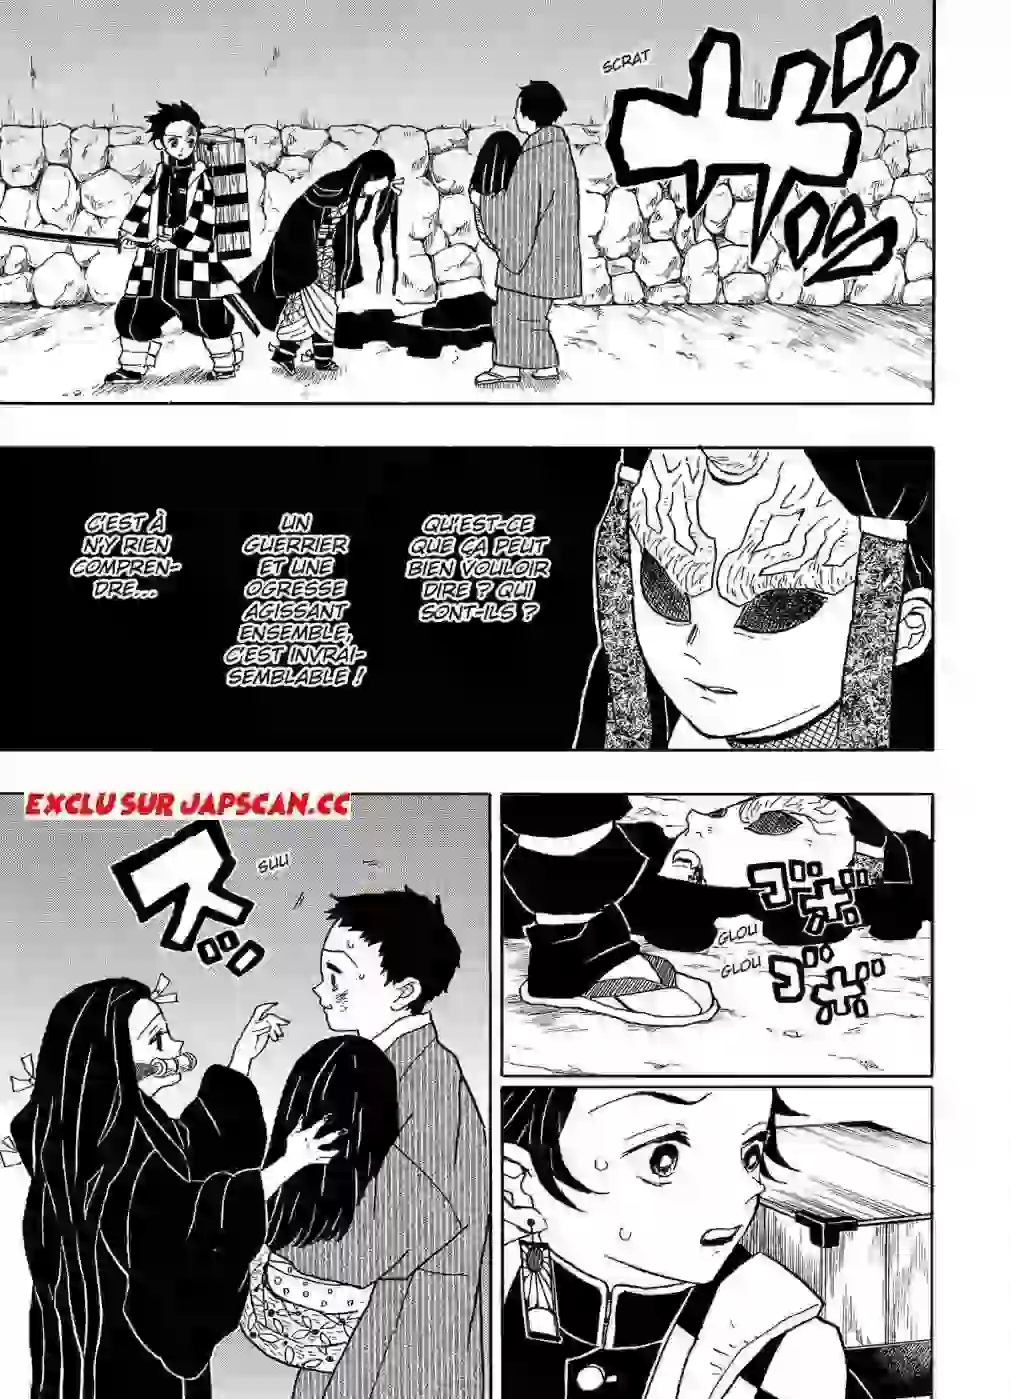 SCRAT
QU'EST-CE
QUE ÇA PEUT
BIEN VOULOIR
DIRE ? QUI
SONT-ILS ?
UN
GUERRIER
ET UNE
OGRESSE
AGISSANT
ENSEMBLE,
C'EST INVRAI-
SEMBLABLE !
C'EST À
N'Y RIEN
COMPREN-
DRE...
EXCLU SUR JAPSCAN.CC
GLOU
GLOU
SUU